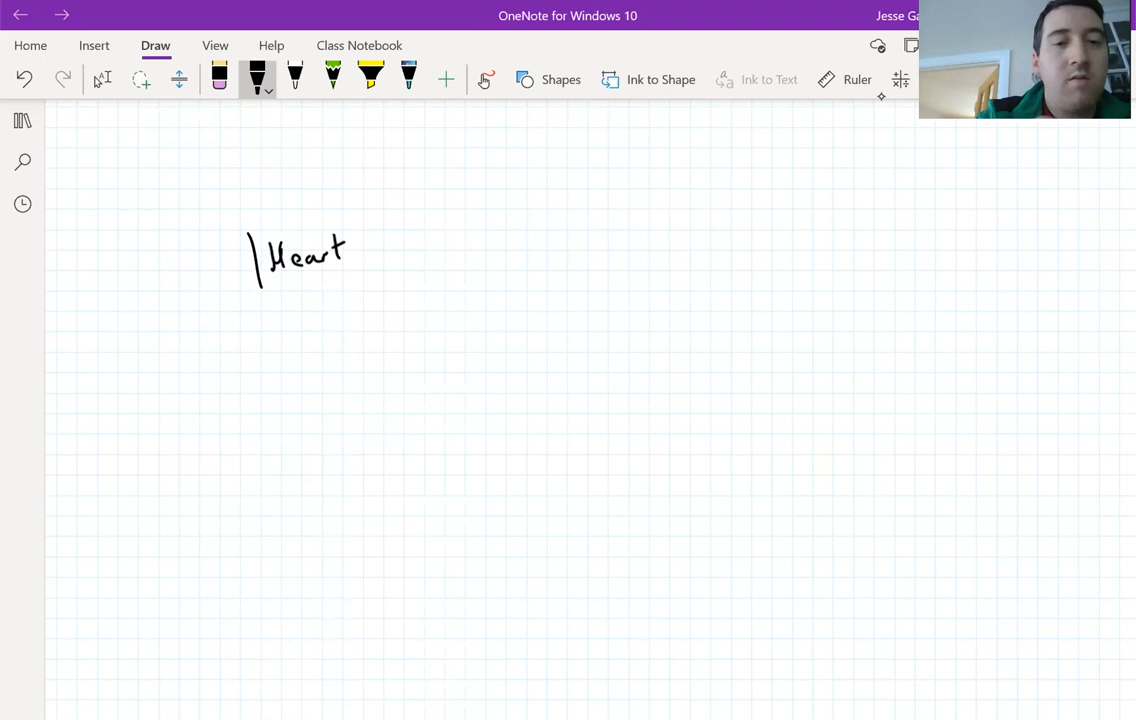 OneNote for Windows 10
Jesse Ga
Home Insert Draw View Help Class Notebook
Shapes Ink to Shape Ink to Text Ruler
Heart